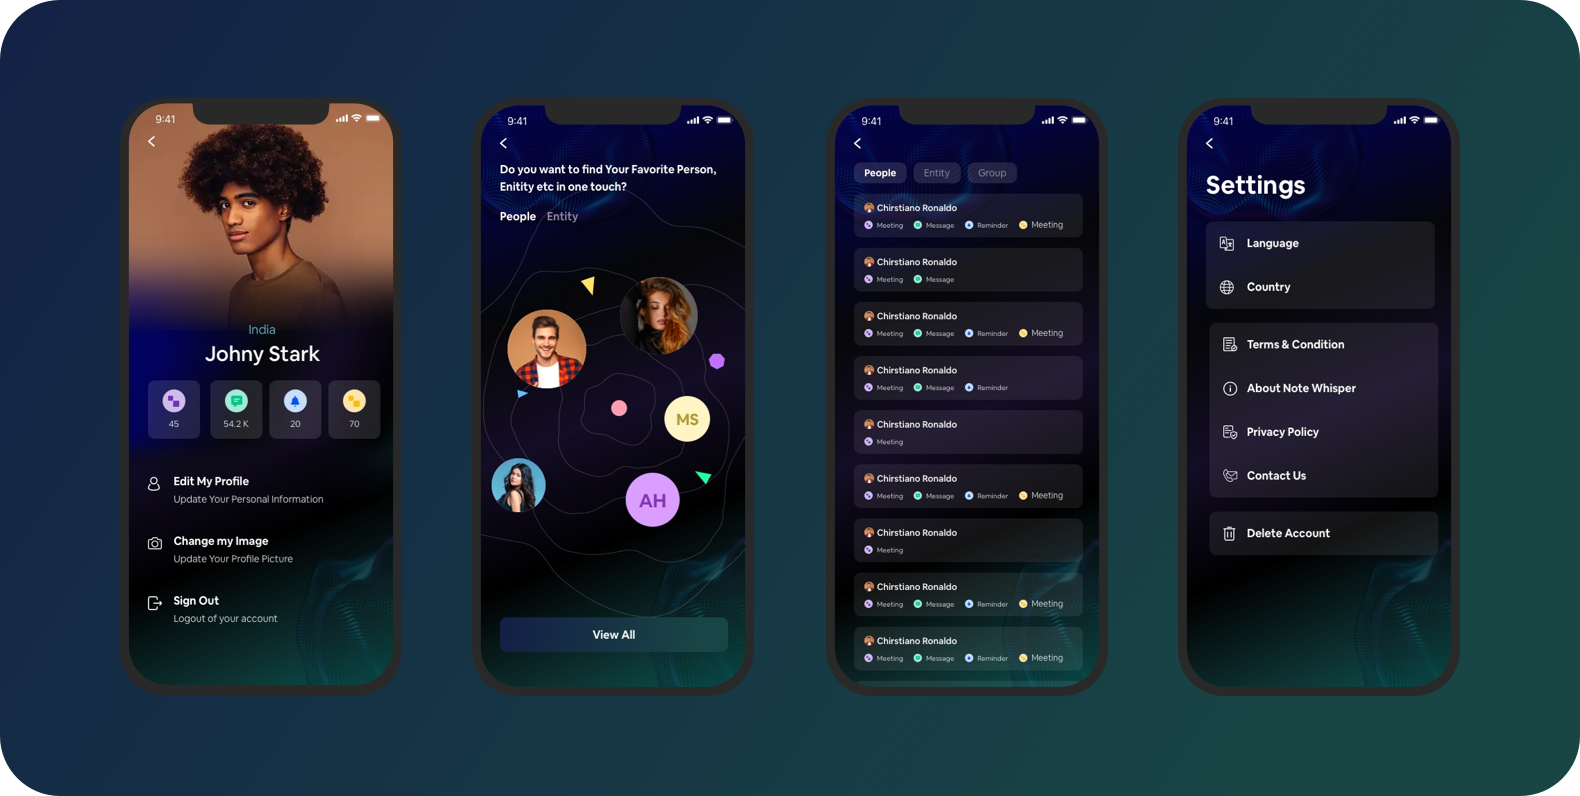 9:41
India
Johny Stark
45 54.2 K 20 70
Edit My Profile
Update Your Personal Information
Change my Image
Update Your Profile Picture
Sign Out
Logout of your account
9:41
Do you want to find Your Favorite Person,
Enitity etc in one touch?
People Entity
MS
AH
View All
9:41
People Entity Group
Chirstiano Ronaldo
Meeting Message Reminder Meeting
Chirstiano Ronaldo
Meeting Message
Chirstiano Ronaldo
Meeting Message Reminder Meeting
Chirstiano Ronaldo
Meeting Message Reminder
Chirstiano Ronaldo
Meeting
Chirstiano Ronaldo
Meeting Message Reminder Meeting
Chirstiano Ronaldo
Meeting
Chirstiano Ronaldo
Meeting Message Reminder Meeting
Chirstiano Ronaldo
Meeting Message Reminder Meeting
9:41
Settings
Language
Country
Terms & Condition
About Note Whisper
Privacy Policy
Contact Us
Delete Account